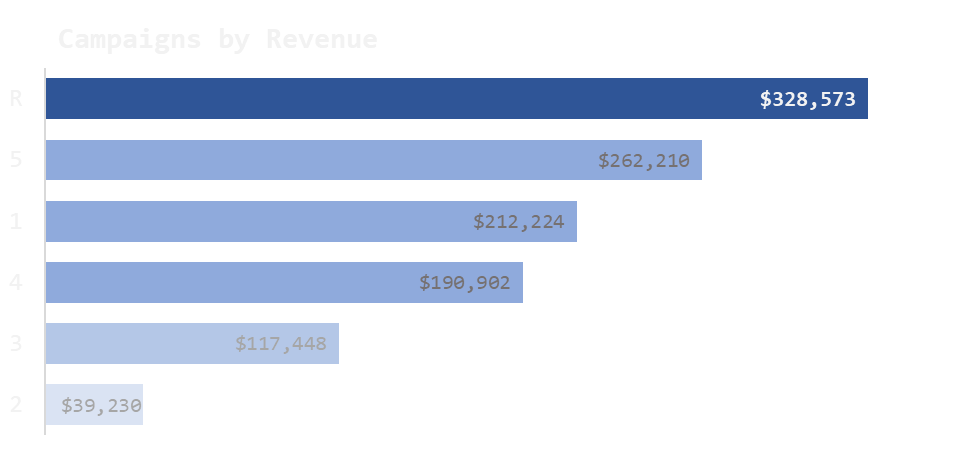 Campaigns by Revenue
R $328,573
5 $262,210
1 $212,224
4 $190,902
3 $117,448
2 $39,230